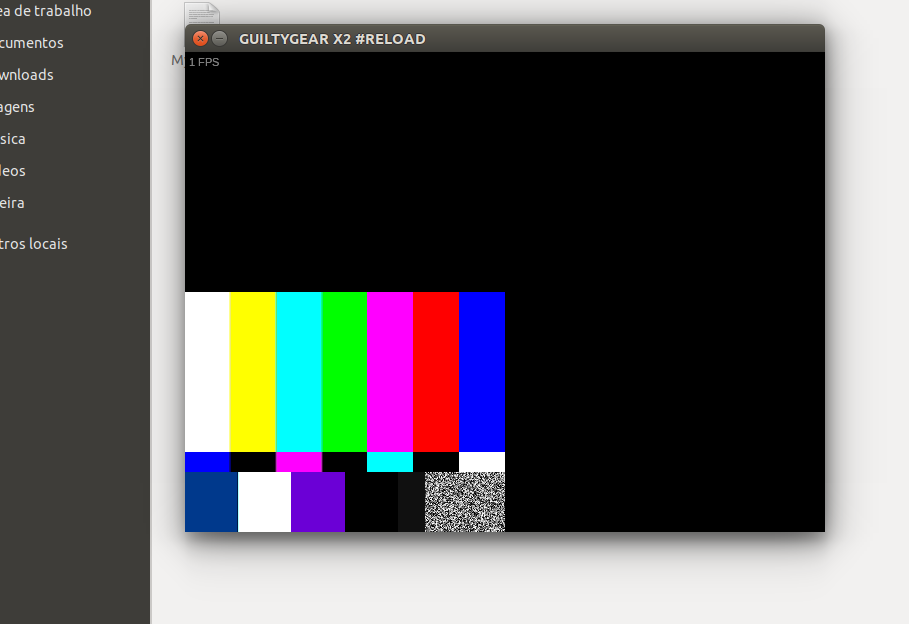 ea de trabalho
GUILTYGEAR X2 #RELOAD
cumentos
M
1 FPS
wnloads
agens
sica
leos
eira
tros locais